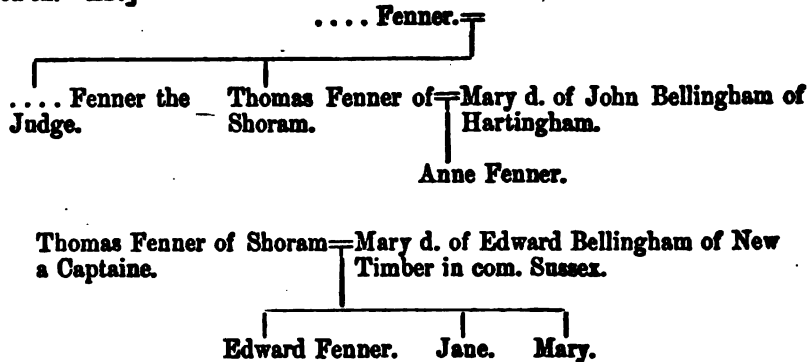 .... Fenner.=
.... Fenner the Judge.
Thomas Fenner of Shoram.=Mary d. of John Bellingham of Hartingham.
Anne Fenner.
Thomas Fenner of Shoram a Captaine.=Mary d. of Edward Bellingham of New Timber in com. Sussex.
Edward Fenner. Jane. Mary.